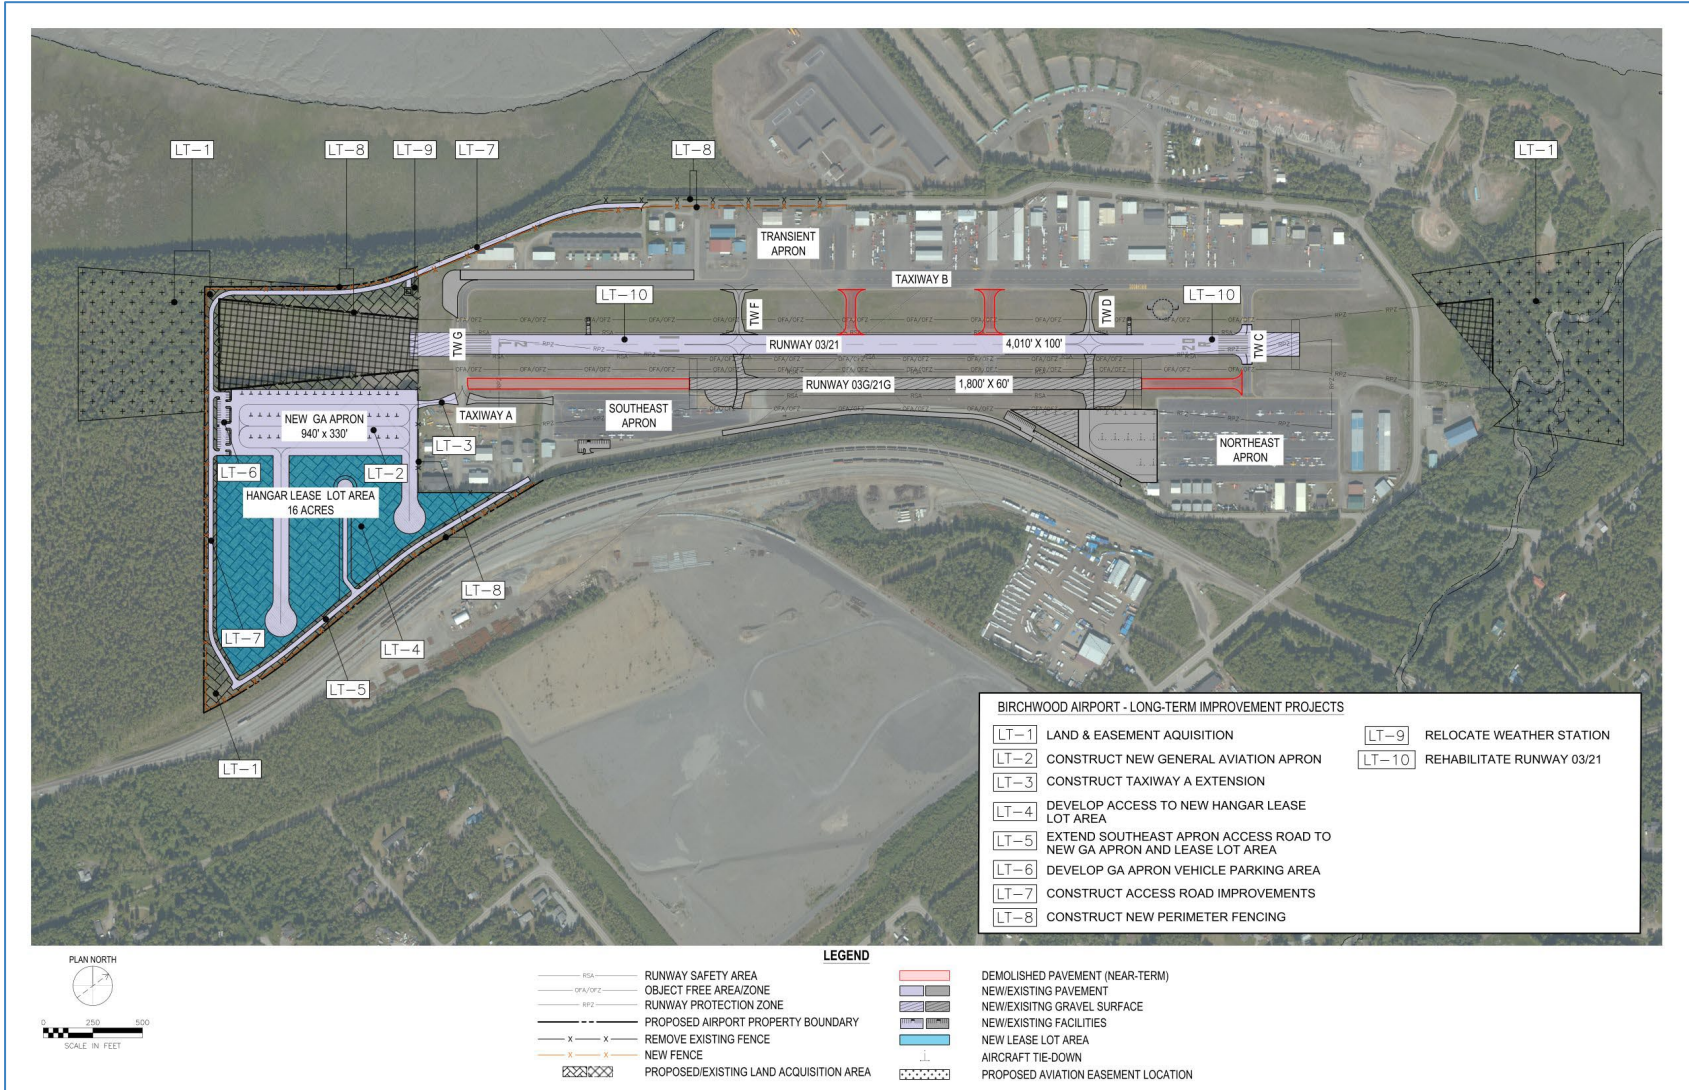 LT-1
LT-8
LT-9
LT-7
LT-8
LT-1
TRANSIENT
APRON
TAXIWAY B
LT-10
LT-10
TW F
TW D
TW G
TW C
RUNWAY 03/21
4,010' X 100'
RUNWAY 03G/21G
1,800' X 60'
TAXIWAY A
SOUTHEAST
APRON
NORTHEAST
APRON
NEW GA APRON
940' x 330'
LT-3
LT-6
LT-2
HANGAR LEASE LOT AREA
16 ACRES
LT-8
LT-7
LT-4
LT-5
LT-1
OFA/OFZ
RSA
RPZ
BIRCHWOOD AIRPORT - LONG-TERM IMPROVEMENT PROJECTS
LT-1 LAND & EASEMENT AQUISITION
LT-2 CONSTRUCT NEW GENERAL AVIATION APRON
LT-3 CONSTRUCT TAXIWAY A EXTENSION
LT-4 DEVELOP ACCESS TO NEW HANGAR LEASE
LOT AREA
LT-5 EXTEND SOUTHEAST APRON ACCESS ROAD TO
NEW GA APRON AND LEASE LOT AREA
LT-6 DEVELOP GA APRON VEHICLE PARKING AREA
LT-7 CONSTRUCT ACCESS ROAD IMPROVEMENTS
LT-8 CONSTRUCT NEW PERIMETER FENCING
LT-9 RELOCATE WEATHER STATION
LT-10 REHABILITATE RUNWAY 03/21
PLAN NORTH
0 250 500
SCALE IN FEET
LEGEND
RSA RUNWAY SAFETY AREA
OFA/OFZ OBJECT FREE AREA/ZONE
RPZ RUNWAY PROTECTION ZONE
PROPOSED AIRPORT PROPERTY BOUNDARY
X X REMOVE EXISTING FENCE
X X NEW FENCE
PROPOSED/EXISTING LAND ACQUISITION AREA
DEMOLISHED PAVEMENT (NEAR-TERM)
NEW/EXISTING PAVEMENT
NEW/EXISITNG GRAVEL SURFACE
NEW/EXISTING FACILITIES
NEW LEASE LOT AREA
AIRCRAFT TIE-DOWN
PROPOSED AVIATION EASEMENT LOCATION